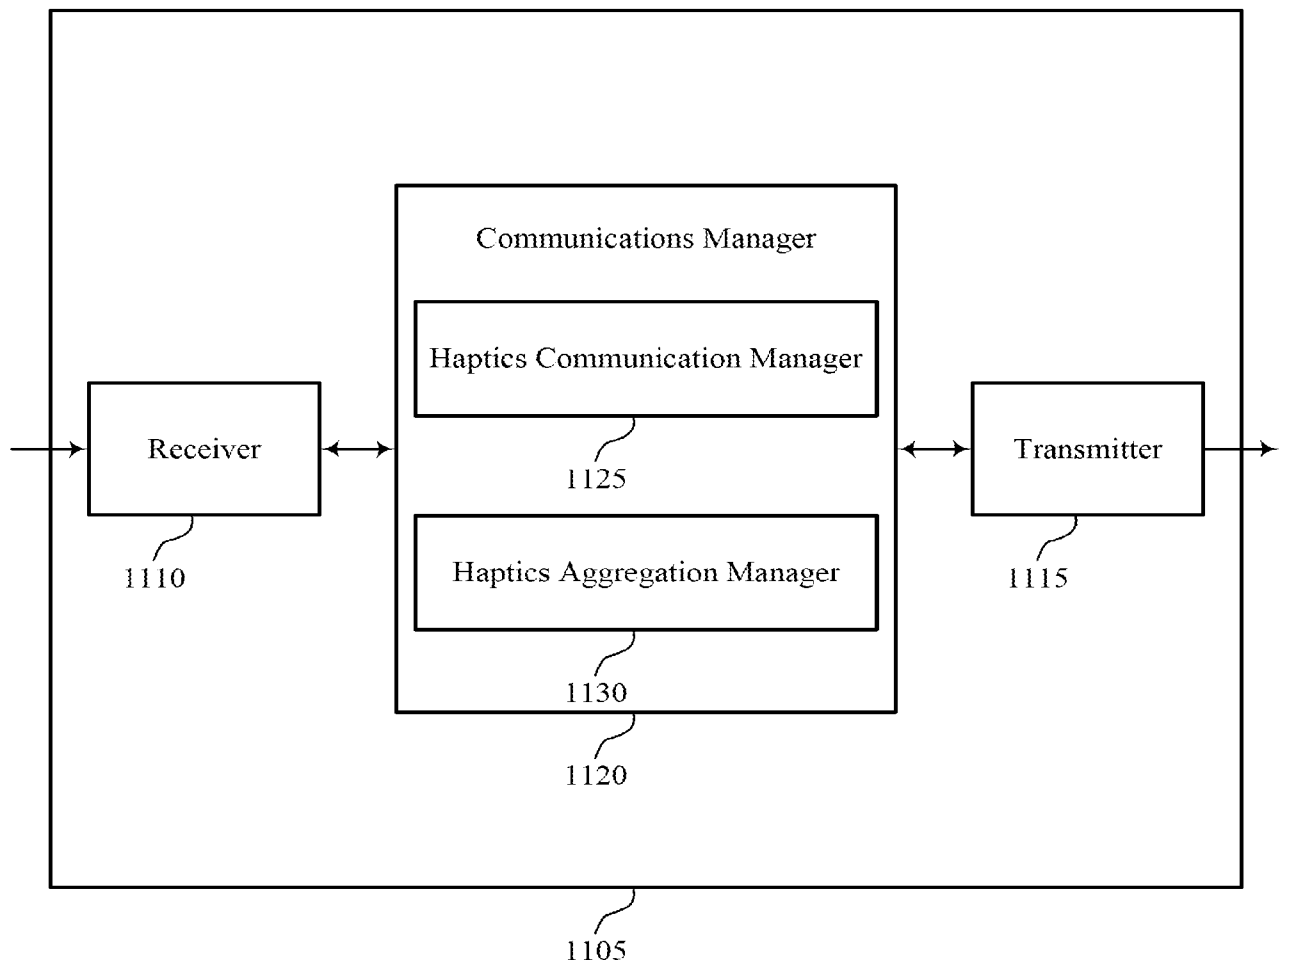 Communications Manager
Haptics Communication Manager
Receiver
Transmitter
1125
1110
Haptics Aggregation Manager
1115
1130
1120
1105